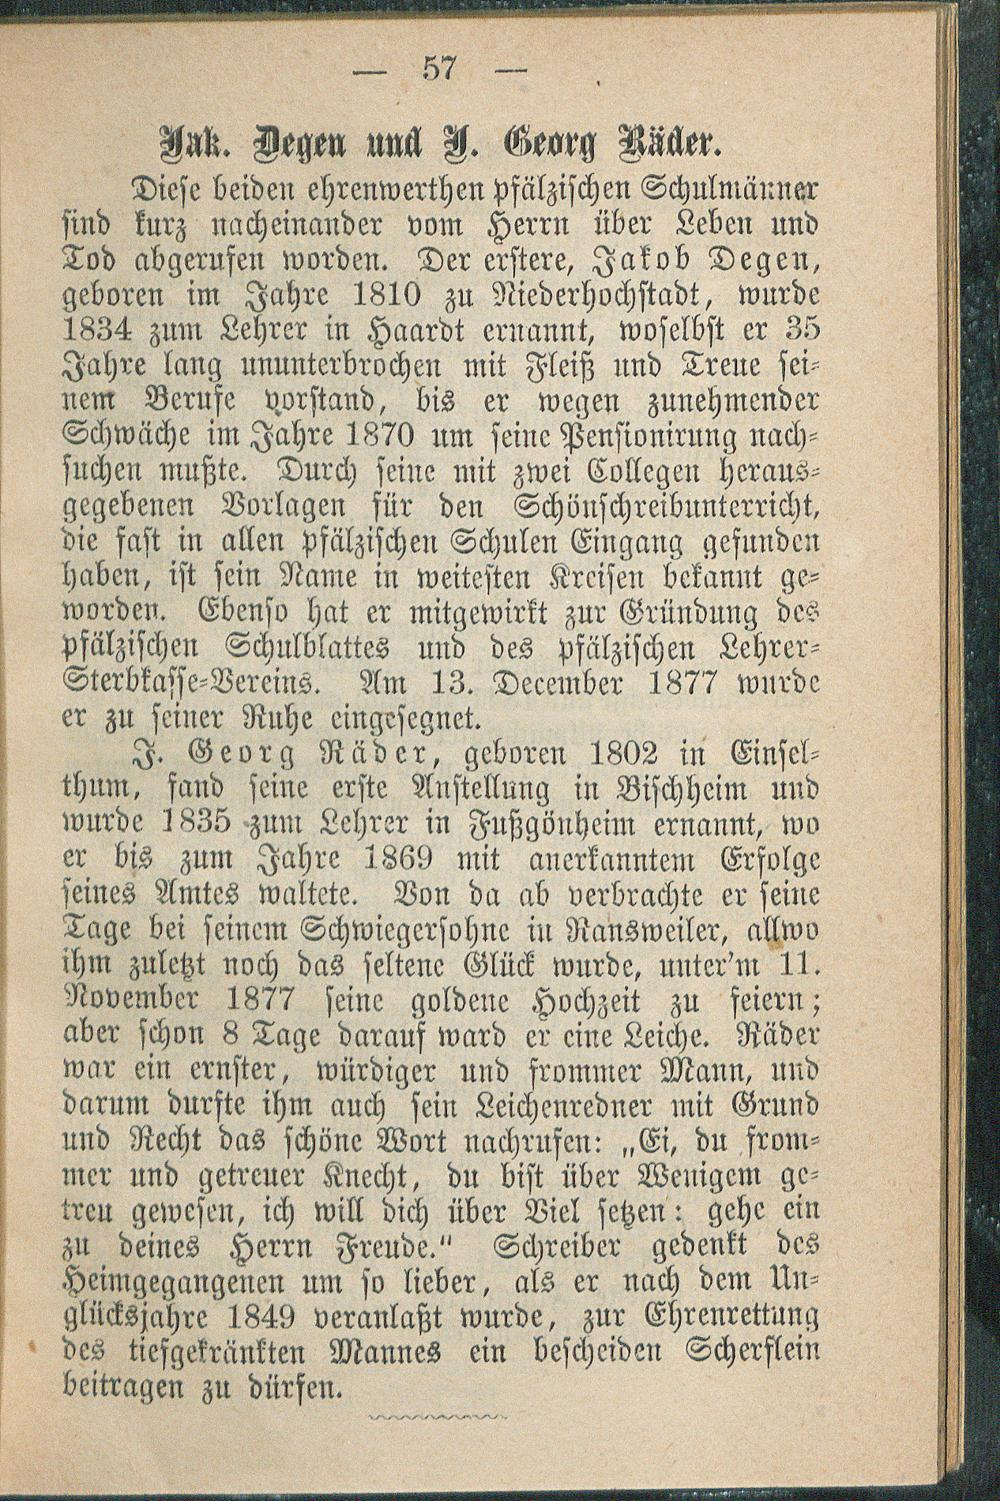 — 57 —
Jak. Degen und J. Georg Räder.
Diese beiden ehrenwerthen pfälzischen Schulmänner
sind kurz nacheinander vom Herrn über Leben und
Tod abgerufen worden. Der erstere, Jakob Degen,
geboren im Jahre 1810 zu Niederhochstadt, wurde
1834 zum Lehrer in Haardt ernannt, woselbst er 35
Jahre lang ununterbrochen mit Fleiß und Treue sei-
nem Berufe vorstand, bis er wegen zunehmender
Schwäche im Jahre 1870 um seine Pensionirung nach-
suchen mußte. Durch seine mit zwei Collegen heraus-
gegebenen Vorlagen für den Schönschreibunterricht,
die fast in allen pfälzischen Schulen Eingang gefunden
haben, ist sein Name in weitesten Kreisen bekannt ge-
worden. Ebenso hat er mitgewirkt zur Gründung des
pfälzischen Schulblattes und des pfälzischen Lehrer-
Sterbkasse-Vereins. Am 13. December 1877 wurde
er zu seiner Ruhe eingesegnet.
J. Georg Räder, geboren 1802 in Einsel-
thum, fand seine erste Anstellung in Bischheim und
wurde 1835 zum Lehrer in Fußgönheim ernannt, wo
er bis zum Jahre 1869 mit anerkanntem Erfolge
seines Amtes waltete. Von da ab verbrachte er seine
Tage bei seinem Schwiegersohne in Ransweiler, allwo
ihm zuletzt noch das seltene Glück wurde, unter'm 11.
November 1877 seine goldene Hochzeit zu feiern;
aber schon 8 Tage darauf ward er eine Leiche. Räder
war ein ernster, würdiger und frommer Mann, und
darum durfte ihm auch sein Leichenredner mit Grund
und Recht das schöne Wort nachrufen: „Ei, du from-
mer und getreuer Knecht, du bist über Wenigem ge-
treu gewesen, ich will dich über Viel setzen: gehe ein
zu deines Herrn Freude.“ Schreiber gedenkt des
Heimgegangenen um so lieber, als er nach dem Un-
glücksjahre 1849 veranlaßt wurde, zur Ehrenrettung
des tiefgekränkten Mannes ein bescheiden Scherflein
beitragen zu dürfen.